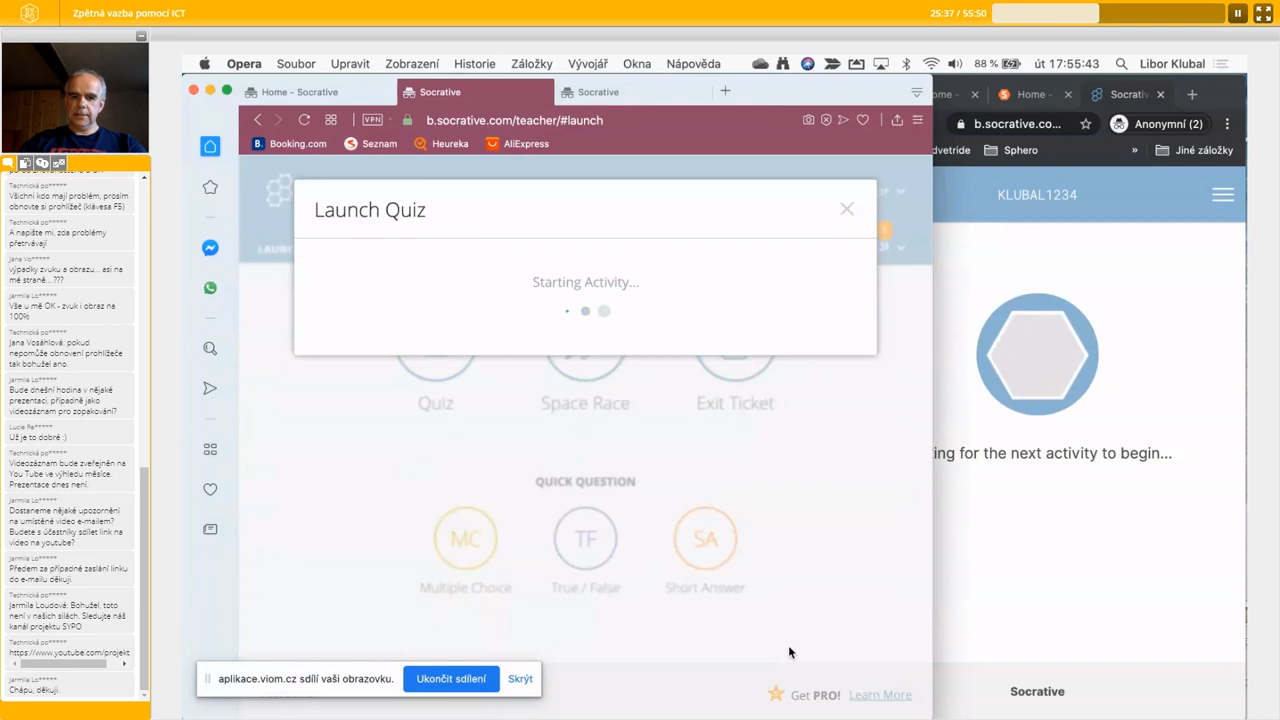 Zpětná vazba pomocí ICT
25:37 / 55:50
Opera Soubor Upravit Zobrazení Historie Záložky Vývojář Okna Nápověda
88 % út 17:55:43 Libor Klubal
Home - Socrative
Socrative
Socrative
VPN
b.socrative.com/teacher/#launch
Booking.com
Seznam
Heureka
AliExpress
Launch Quiz
Starting Activity...
Quiz
Space Race
Exit Ticket
QUICK QUESTION
MC
TF
SA
Multiple Choice
True / False
Short Answer
aplikace.viom.cz sdílí vaši obrazovku.
Ukončit sdílení
Skrýt
Get PRO!
Learn More
Home -
Socrati
b.socrative.co...
Anonymní (2)
dvetride
Sphero
»
Jiné záložky
KLUBAL1234
ing for the next activity to begin...
Socrative
Technická po*****
Všichni kdo mají problém, prosím
obnovte si prohlížeč (klávesa F5)
Technická po*****
A napište mi, zda problémy
přetrvávají
Jana Vo*****
výpadky zvuku a obrazu... asi na
mé straně... ???
Jarmila Lo*****
Vše u mě OK - zvuk i obraz na
100%
Technická po*****
Jana Vosáhlová: pokud
nepomůže obnovení prohlížeče
tak bohužel ano.
Jarmila Lo*****
Bude dnešní hodina v nějaké
prezentaci, případně jako
videozáznam pro zopakování?
Lucie Re*****
Už je to dobré :)
Technická po*****
Videozáznam bude zveřejněn na
You Tube ve výhledu měsíce.
Prezentace dnes není.
Jarmila Lo*****
Dostaneme nějaké upozornění
na umístěné video e-mailem?
Budete s účastníky sdílet link na
video na youtube?
Jarmila Lo*****
Předem za případné zaslání linku
do e-mailu děkuji.
Technická po*****
Jarmila Loudová: Bohužel, toto
není v našich silách. Sledujte náš
kanál projektu SYPO
Technická po*****
https://www.youtube.com/projekt
Jarmila Lo*****
Chápu, děkuji.